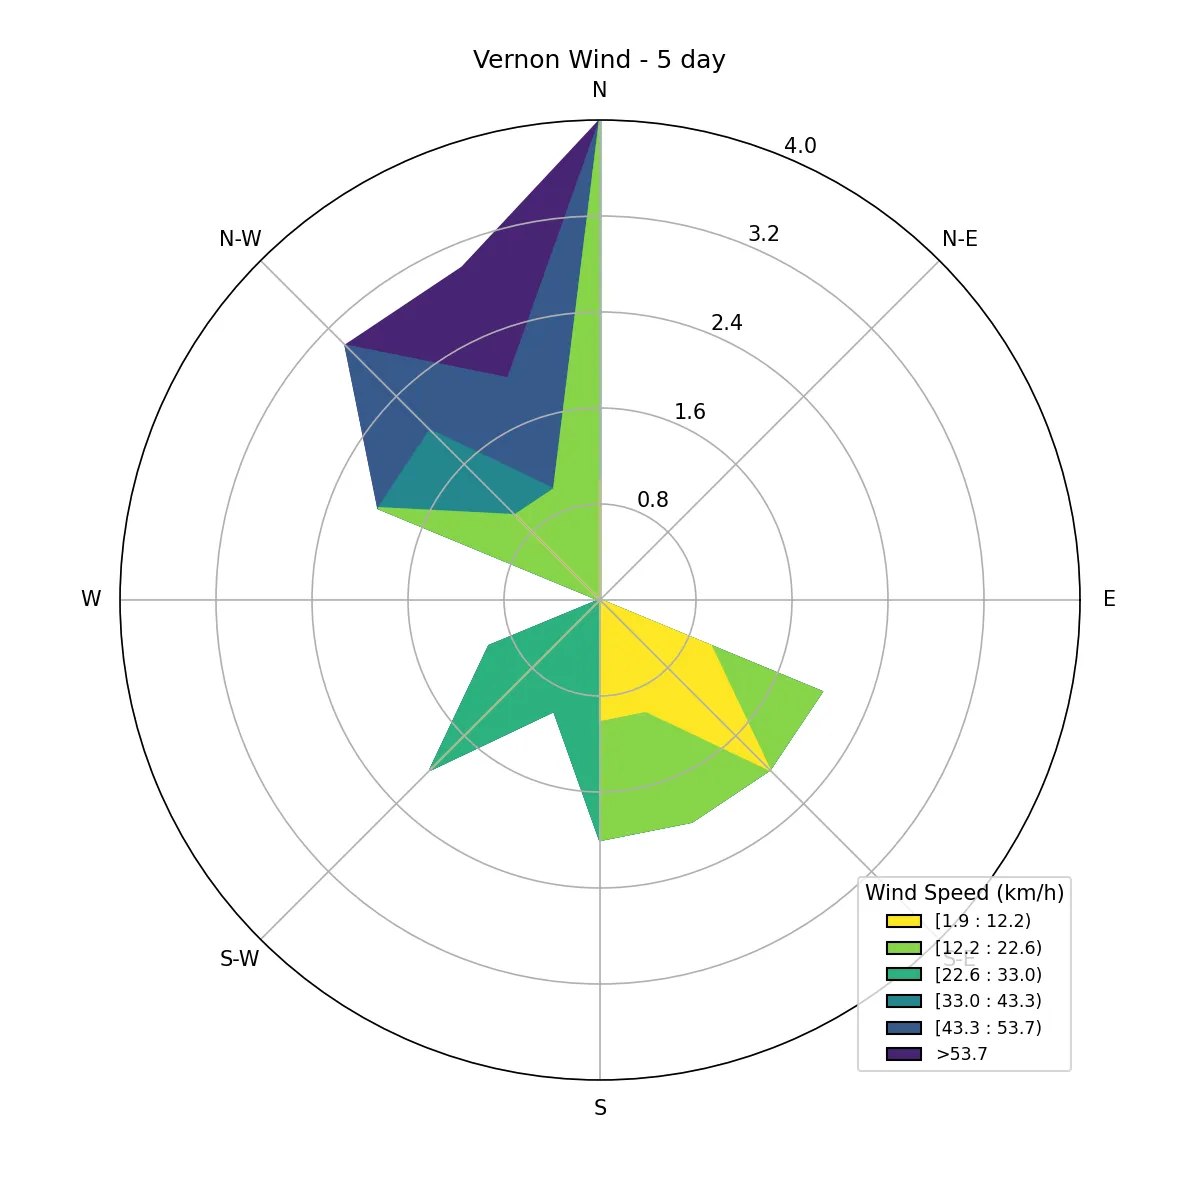 Vernon Wind - 5 day
N
4.0
N-W
N-E
3.2
2.4
1.6
0.8
W
E
S-W
S-E
Wind Speed (km/h)
[1.9 : 12.2)
[12.2 : 22.6)
[22.6 : 33.0)
[33.0 : 43.3)
[43.3 : 53.7)
>53.7
S